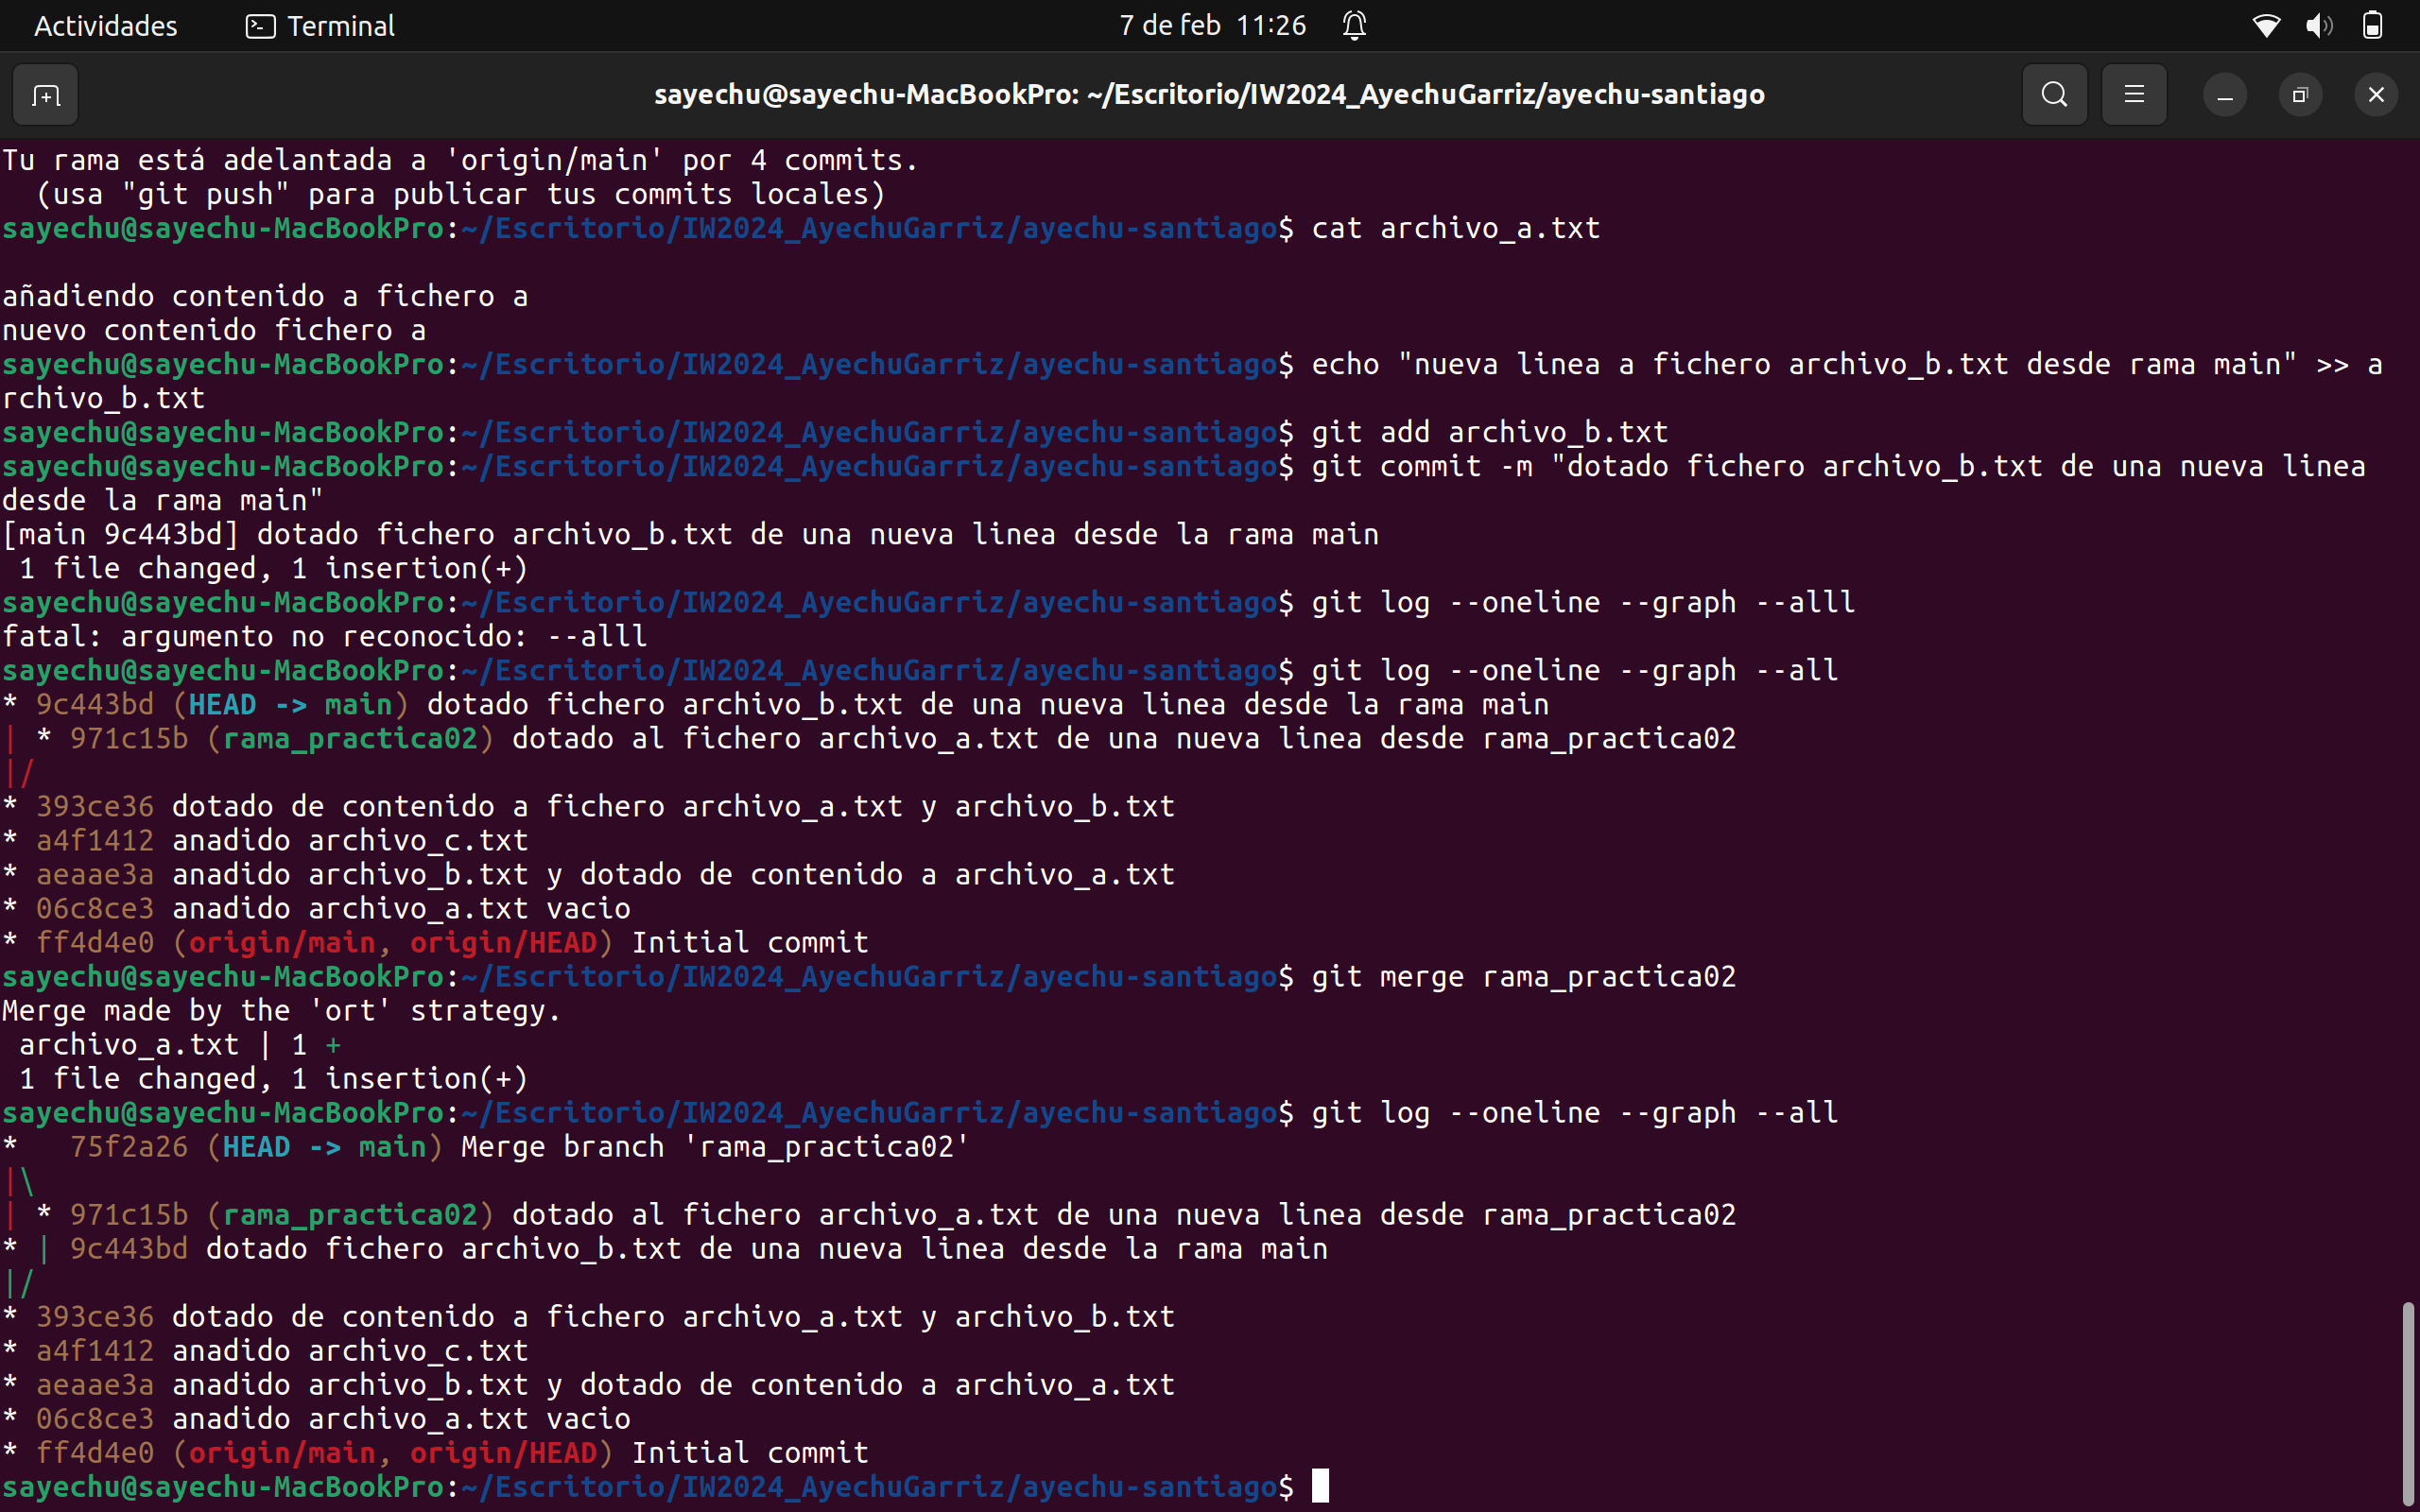 Actividades Terminal 7 de feb 11:26
sayechu@sayechu-MacBookPro: ~/Escritorio/IW2024_AyechuGarriz/ayechu-santiago
Tu rama está adelantada a 'origin/main' por 4 commits.
  (usa "git push" para publicar tus commits locales)
sayechu@sayechu-MacBookPro:~/Escritorio/IW2024_AyechuGarriz/ayechu-santiago$ cat archivo_a.txt

añadiendo contenido a fichero a
nuevo contenido fichero a
sayechu@sayechu-MacBookPro:~/Escritorio/IW2024_AyechuGarriz/ayechu-santiago$ echo "nueva linea a fichero archivo_b.txt desde rama main" >> a
rchivo_b.txt
sayechu@sayechu-MacBookPro:~/Escritorio/IW2024_AyechuGarriz/ayechu-santiago$ git add archivo_b.txt
sayechu@sayechu-MacBookPro:~/Escritorio/IW2024_AyechuGarriz/ayechu-santiago$ git commit -m "dotado fichero archivo_b.txt de una nueva linea
desde la rama main"
[main 9c443bd] dotado fichero archivo_b.txt de una nueva linea desde la rama main
 1 file changed, 1 insertion(+)
sayechu@sayechu-MacBookPro:~/Escritorio/IW2024_AyechuGarriz/ayechu-santiago$ git log --oneline --graph --alll
fatal: argumento no reconocido: --alll
sayechu@sayechu-MacBookPro:~/Escritorio/IW2024_AyechuGarriz/ayechu-santiago$ git log --oneline --graph --all
* 9c443bd (HEAD -> main) dotado fichero archivo_b.txt de una nueva linea desde la rama main
| * 971c15b (rama_practica02) dotado al fichero archivo_a.txt de una nueva linea desde rama_practica02
|/
* 393ce36 dotado de contenido a fichero archivo_a.txt y archivo_b.txt
* a4f1412 anadido archivo_c.txt
* aeaae3a anadido archivo_b.txt y dotado de contenido a archivo_a.txt
* 06c8ce3 anadido archivo_a.txt vacio
* ff4d4e0 (origin/main, origin/HEAD) Initial commit
sayechu@sayechu-MacBookPro:~/Escritorio/IW2024_AyechuGarriz/ayechu-santiago$ git merge rama_practica02
Merge made by the 'ort' strategy.
 archivo_a.txt | 1 +
 1 file changed, 1 insertion(+)
sayechu@sayechu-MacBookPro:~/Escritorio/IW2024_AyechuGarriz/ayechu-santiago$ git log --oneline --graph --all
*   75f2a26 (HEAD -> main) Merge branch 'rama_practica02'
|\
| * 971c15b (rama_practica02) dotado al fichero archivo_a.txt de una nueva linea desde rama_practica02
* | 9c443bd dotado fichero archivo_b.txt de una nueva linea desde la rama main
|/
* 393ce36 dotado de contenido a fichero archivo_a.txt y archivo_b.txt
* a4f1412 anadido archivo_c.txt
* aeaae3a anadido archivo_b.txt y dotado de contenido a archivo_a.txt
* 06c8ce3 anadido archivo_a.txt vacio
* ff4d4e0 (origin/main, origin/HEAD) Initial commit
sayechu@sayechu-MacBookPro:~/Escritorio/IW2024_AyechuGarriz/ayechu-santiago$